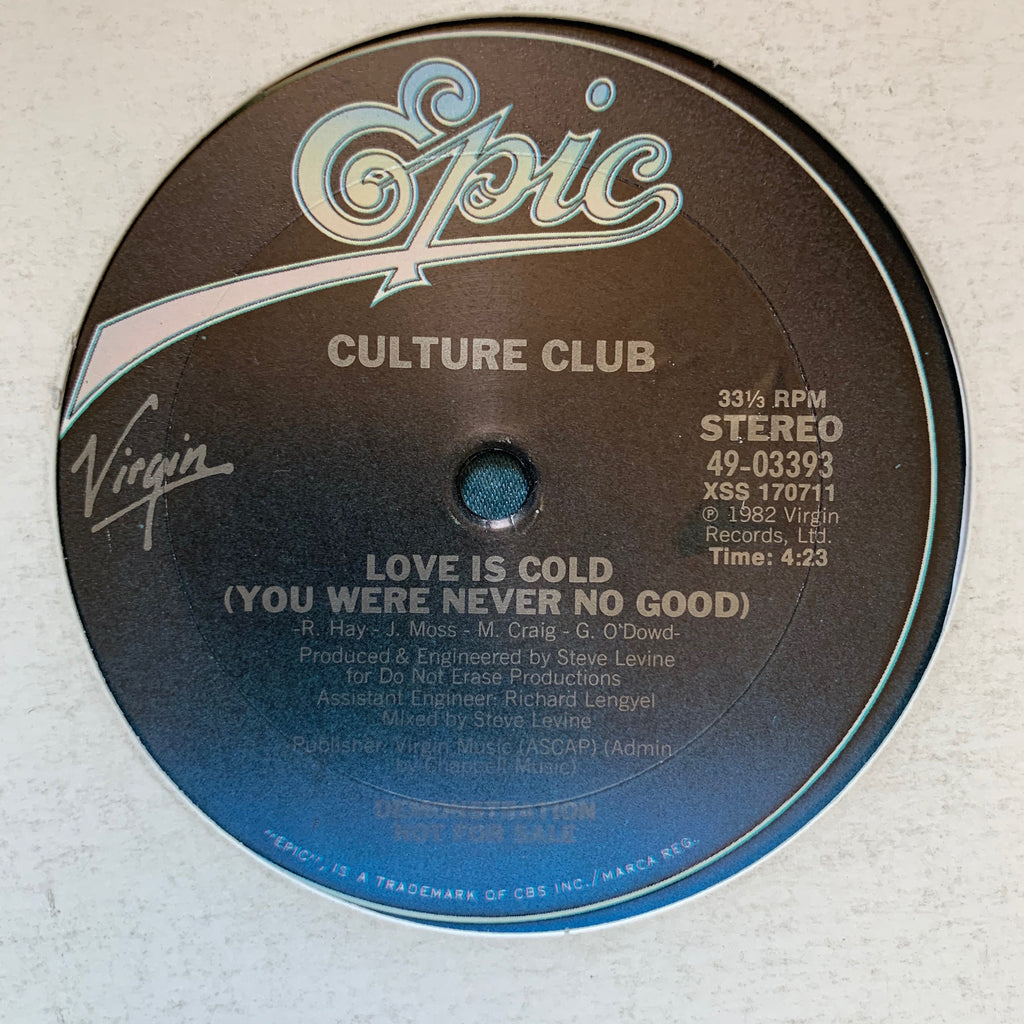 Epic
CULTURE CLUB
Virgin
33⅓ RPM
STEREO
49-03393
XSS 170711
℗ 1982 Virgin
Records, Ltd.
Time: 4:23
LOVE IS COLD
(YOU WERE NEVER NO GOOD)
-R. Hay - J. Moss - M. Craig - G. O'Dowd-
Produced & Engineered by Steve Levine
for Do Not Erase Productions
Assistant Engineer: Richard Lengyel
Mixed by Steve Levine
Publisher: Virgin Music (ASCAP) (Admin
by Chappell Music)
DEMONSTRATION
NOT FOR SALE
"EPIC", IS A TRADEMARK OF CBS INC./MARCA REG.